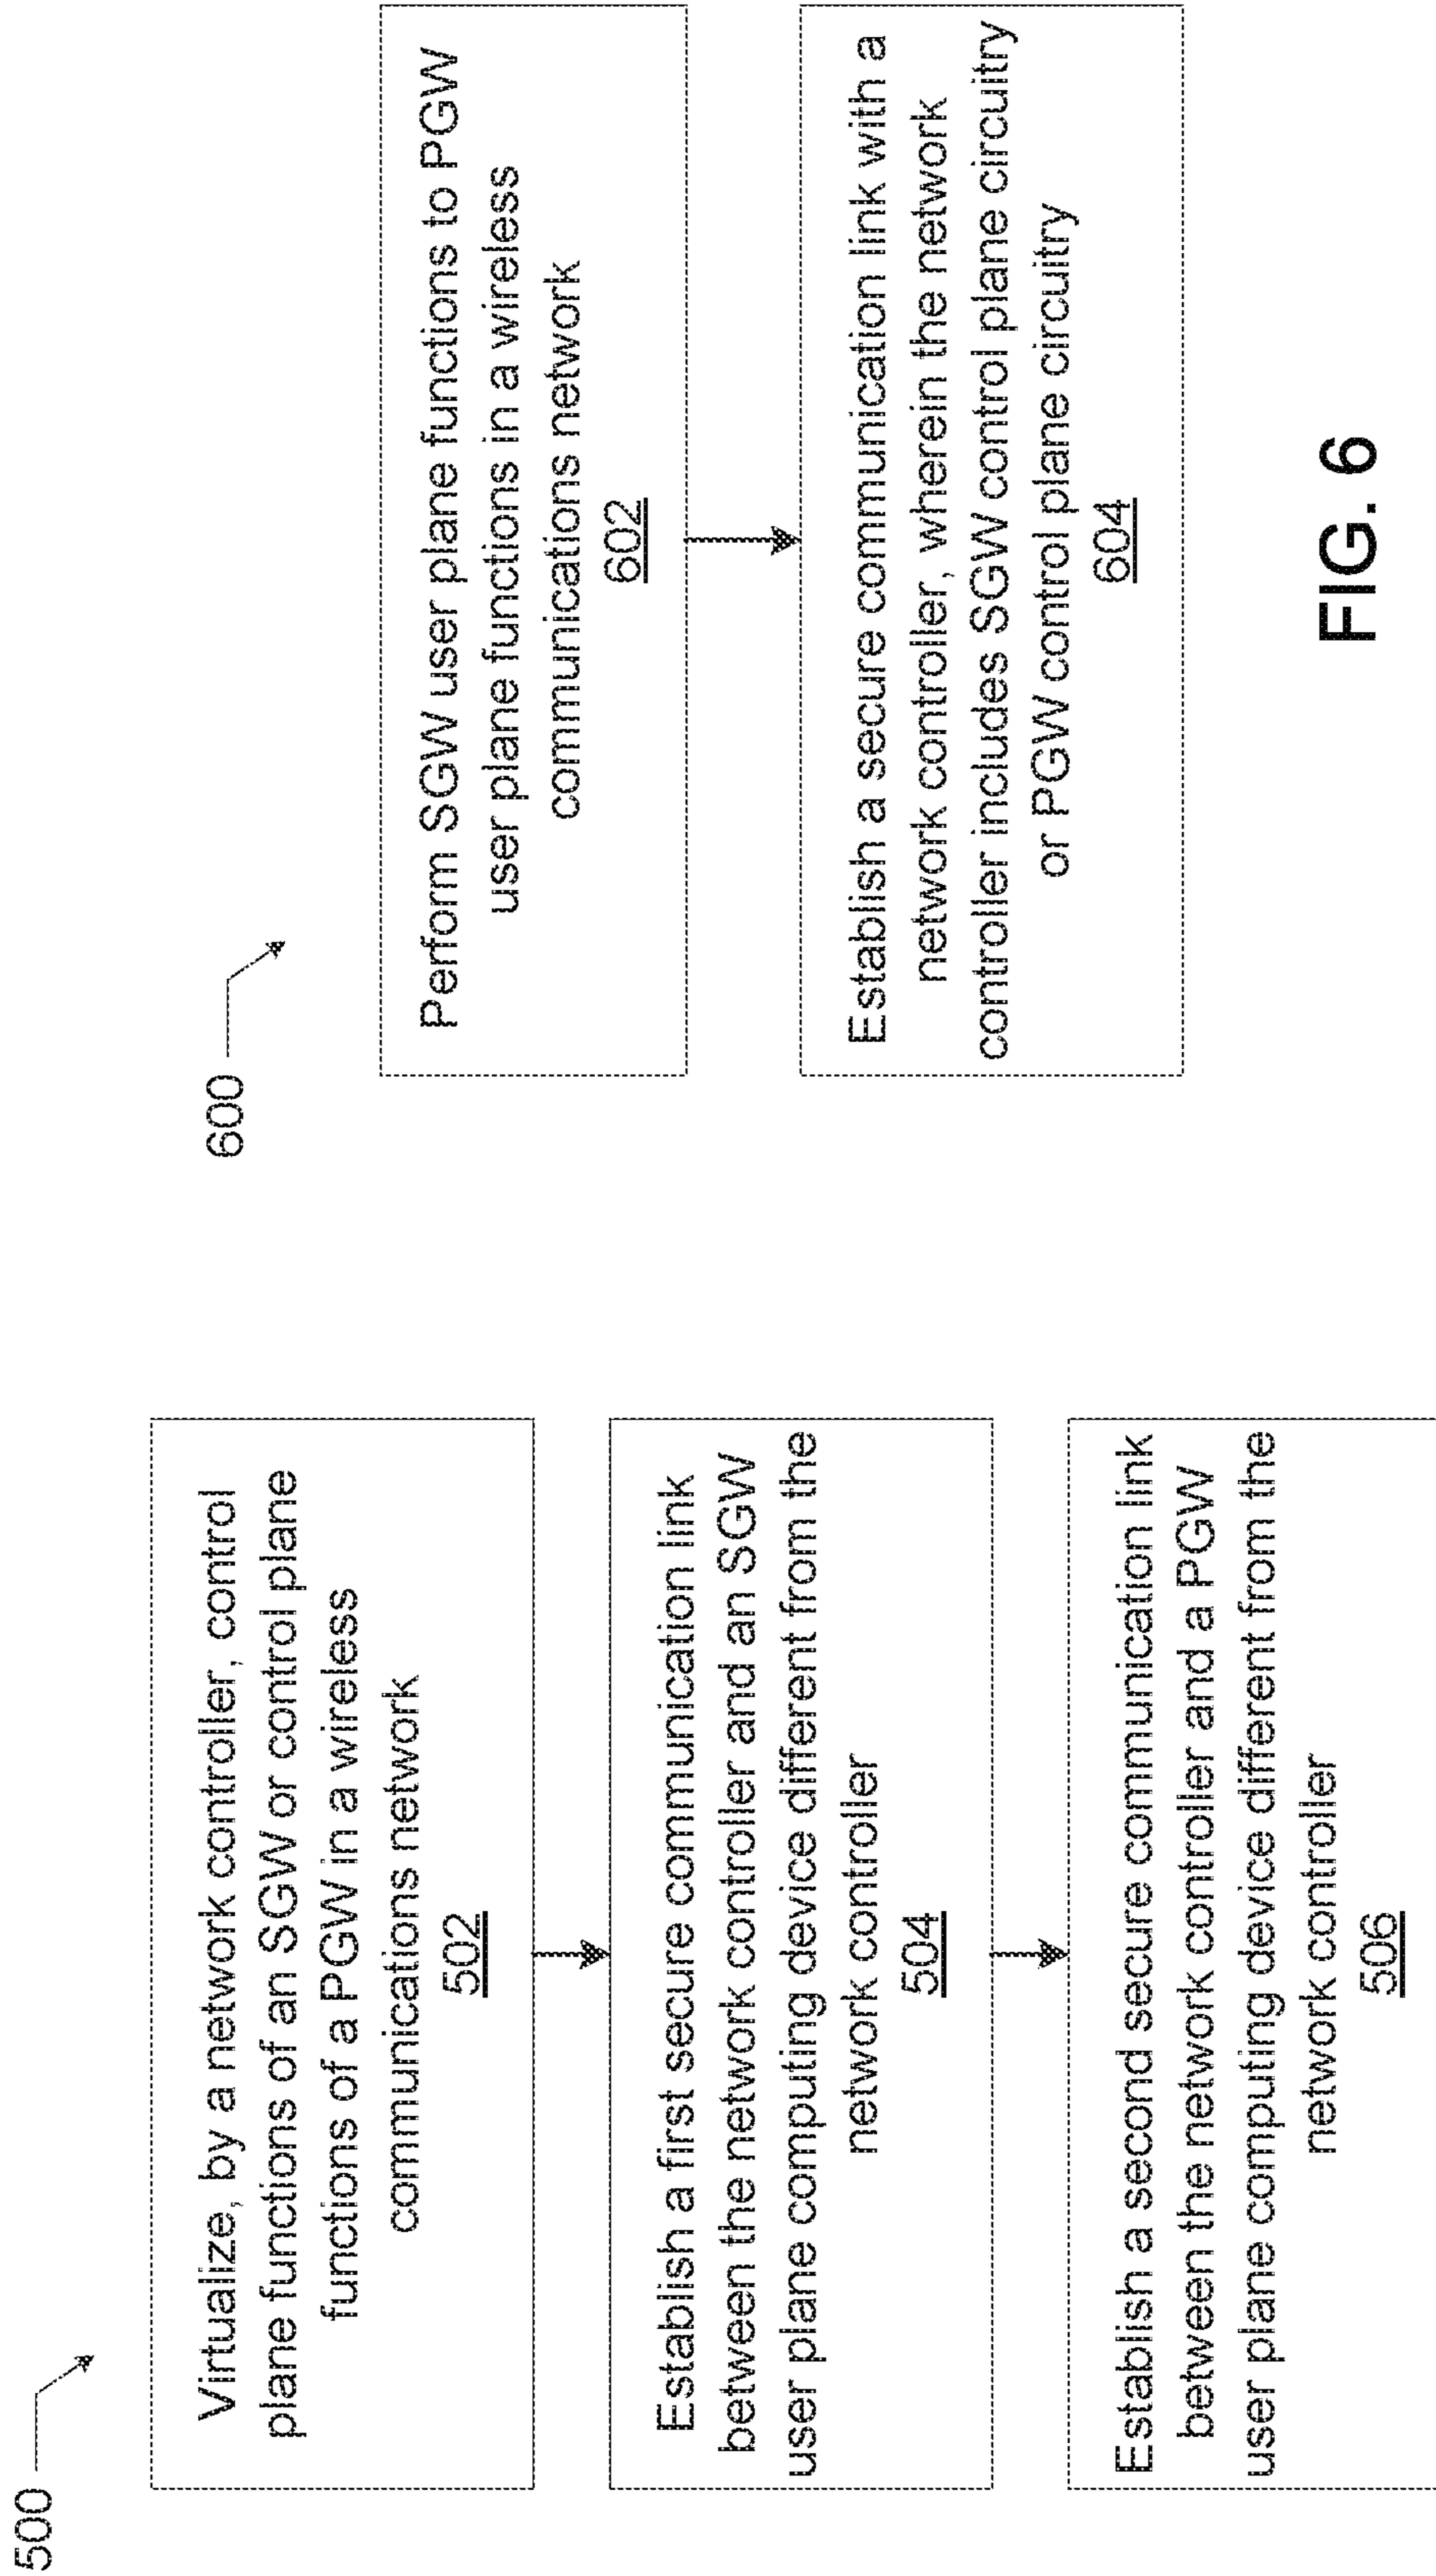 500
Virtualize, by a network controller, control
plane functions of an SGW or control plane
functions of a PGW in a wireless
communications network
502
Establish a first secure communication link
between the network controller and an SGW
user plane computing device different from the
network controller
504
Establish a second secure communication link
between the network controller and a PGW
user plane computing device different from the
network controller
506
600
Perform SGW user plane functions to PGW
user plane functions in a wireless
communications network
602
Establish a secure communication link with a
network controller, wherein the network
controller includes SGW control plane circuitry
or PGW control plane circuitry
604
FIG. 6